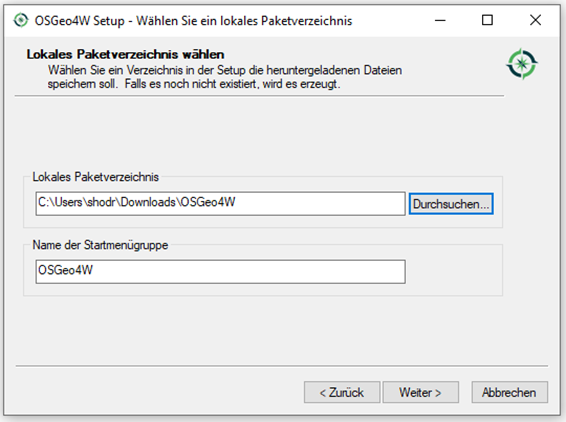 OSGeo4W Setup - Wählen Sie ein lokales Paketverzeichnis
Lokales Paketverzeichnis wählen
Wählen Sie ein Verzeichnis in der Setup die heruntergeladenen Dateien
speichern soll. Falls es noch nicht existiert, wird es erzeugt.
Lokales Paketverzeichnis
C:\Users\shodr\Downloads\OSGeo4W
Durchsuchen...
Name der Startmenügruppe
OSGeo4W
< Zurück
Weiter >
Abbrechen